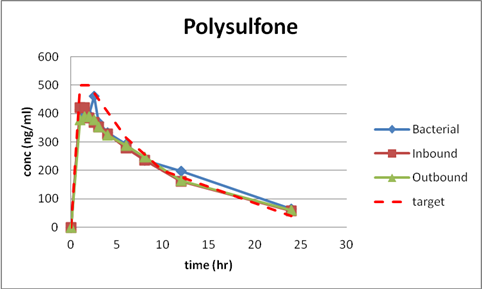 Polysulfone
600
500
400
300
200
100
0
conc (ng/ml)
0 5 10 15 20 25 30
time (hr)
Bacterial
Inbound
Outbound
target